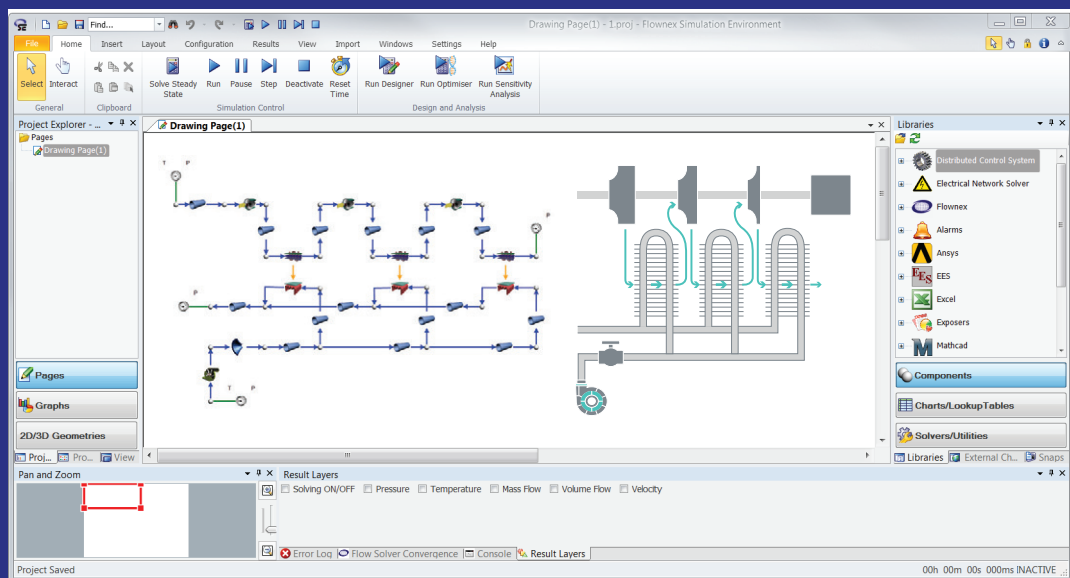 Find...
Drawing Page(1) - 1.proj - Flownex Simulation Environment
File Home Insert Layout Configuration Results View Import Windows Settings Help
Select Interact
Solve Steady State Run Pause Step Deactivate Reset Time
Run Designer Run Optimiser Run Sensitivity Analysis
General Clipboard Simulation Control Design and Analysis
Project Explorer - ...
Drawing Page(1)
Libraries
Pages
Drawing Page(1)
Distributed Control System
Electrical Network Solver
Flownex
Alarms
Ansys
EES
EES
Excel
Exposers
Mathcad
T P
P
P
T P
Pages
Graphs
2D/3D Geometries
Proj... Pro... View
Components
Charts/LookupTables
Solvers/Utilities
Libraries External Ch... Snaps
Pan and Zoom
Result Layers
Solving ON/OFF Pressure Temperature Mass Flow Volume Flow Velocity
Error Log Flow Solver Convergence Console Result Layers
Project Saved
00h 00m 00s 000ms INACTIVE